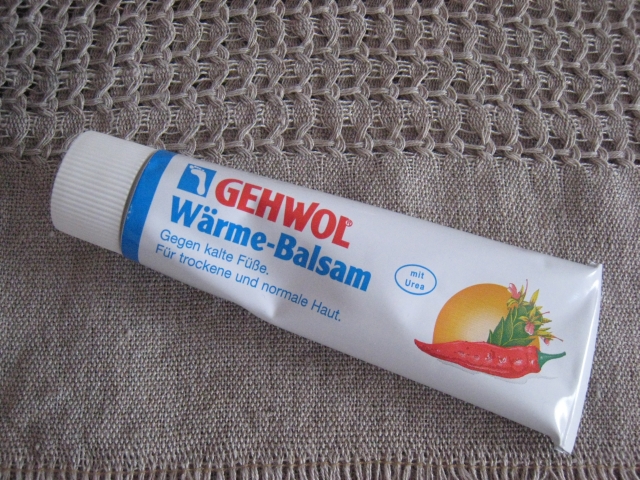 GEHWOL
Wärme-Balsam
Gegen kalte Füße.
Für trockene und normale Haut.
mit
Urea